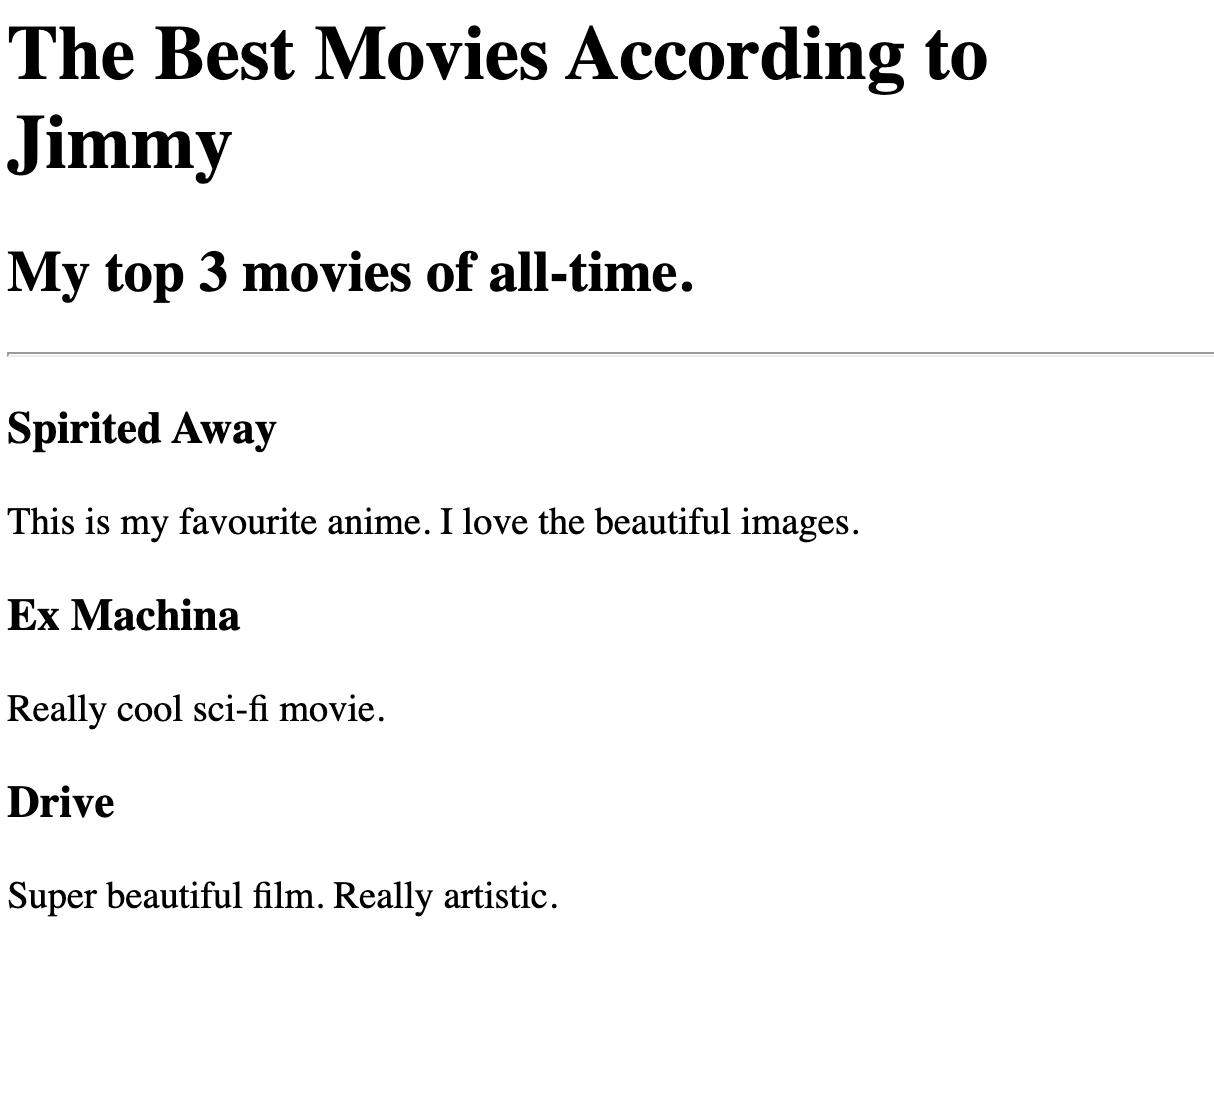 The Best Movies According to
Jimmy
My top 3 movies of all-time.
Spirited Away
This is my favourite anime. I love the beautiful images.
Ex Machina
Really cool sci-fi movie.
Drive
Super beautiful film. Really artistic.